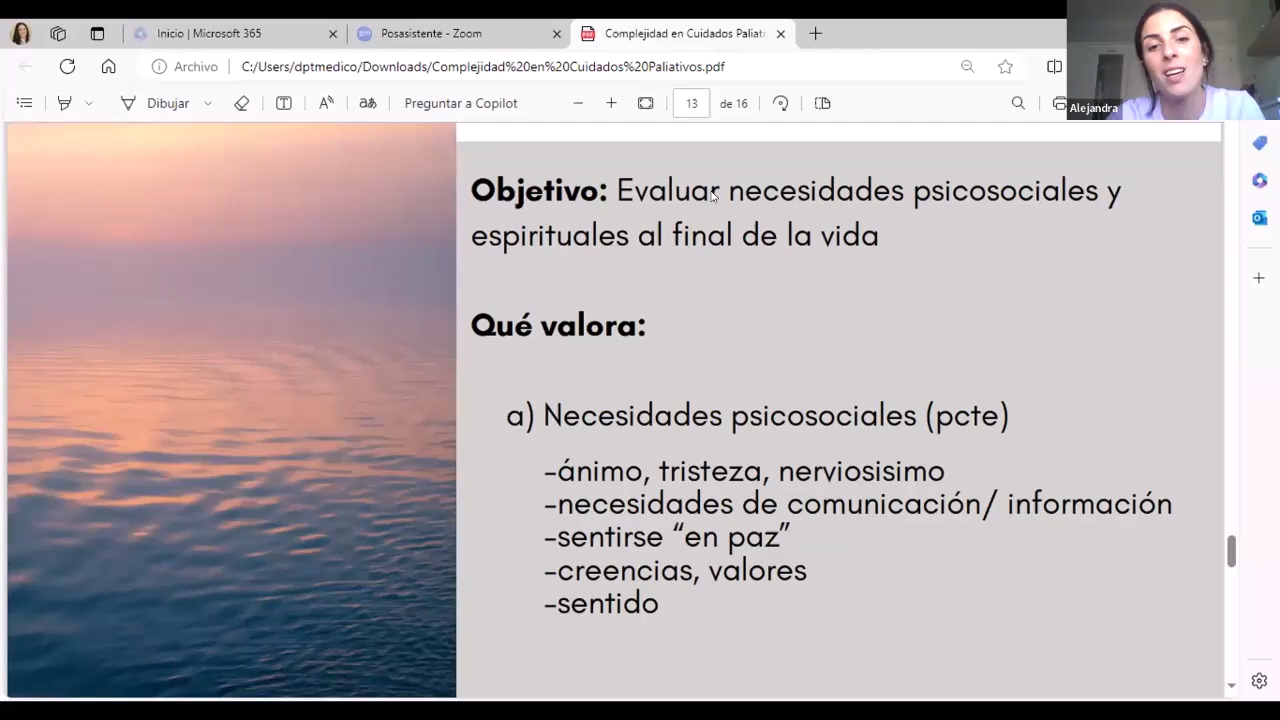 Inicio | Microsoft 365
Posasistente - Zoom
Complejidad en Cuidados Paliati
Archivo
C:/Users/dptmedico/Downloads/Complejidad%20en%20Cuidados%20Paliativos.pdf
Dibujar
Preguntar a Copilot
13 de 16
Alejandra
Objetivo: Evaluar necesidades psicosociales y
espirituales al final de la vida
Qué valora:
a) Necesidades psicosociales (pcte)
-ánimo, tristeza, nerviosisimo
-necesidades de comunicación/ información
-sentirse “en paz”
-creencias, valores
-sentido